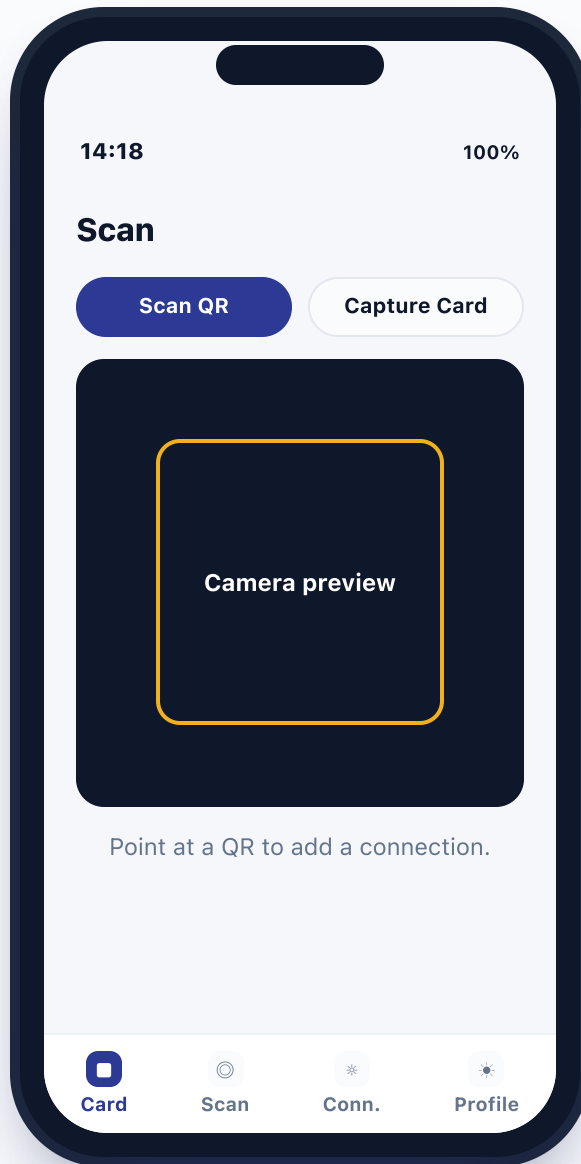 14:18 100%
Scan
Scan QR Capture Card
Camera preview
Point at a QR to add a connection.
Card Scan Conn. Profile